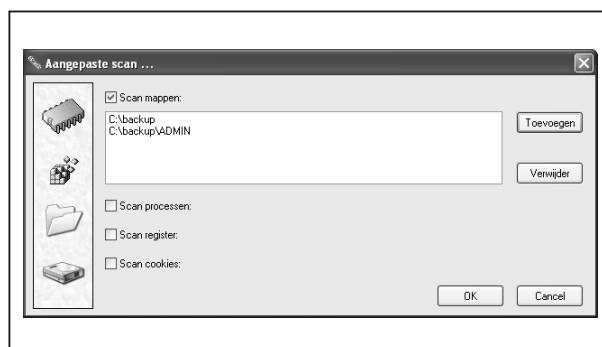 Aangepaste scan ...
Scan mappen:
C:\backup
C:\backup\ADMIN
Toevoegen
Verwijder
Scan processen:
Scan register:
Scan cookies:
OK
Cancel